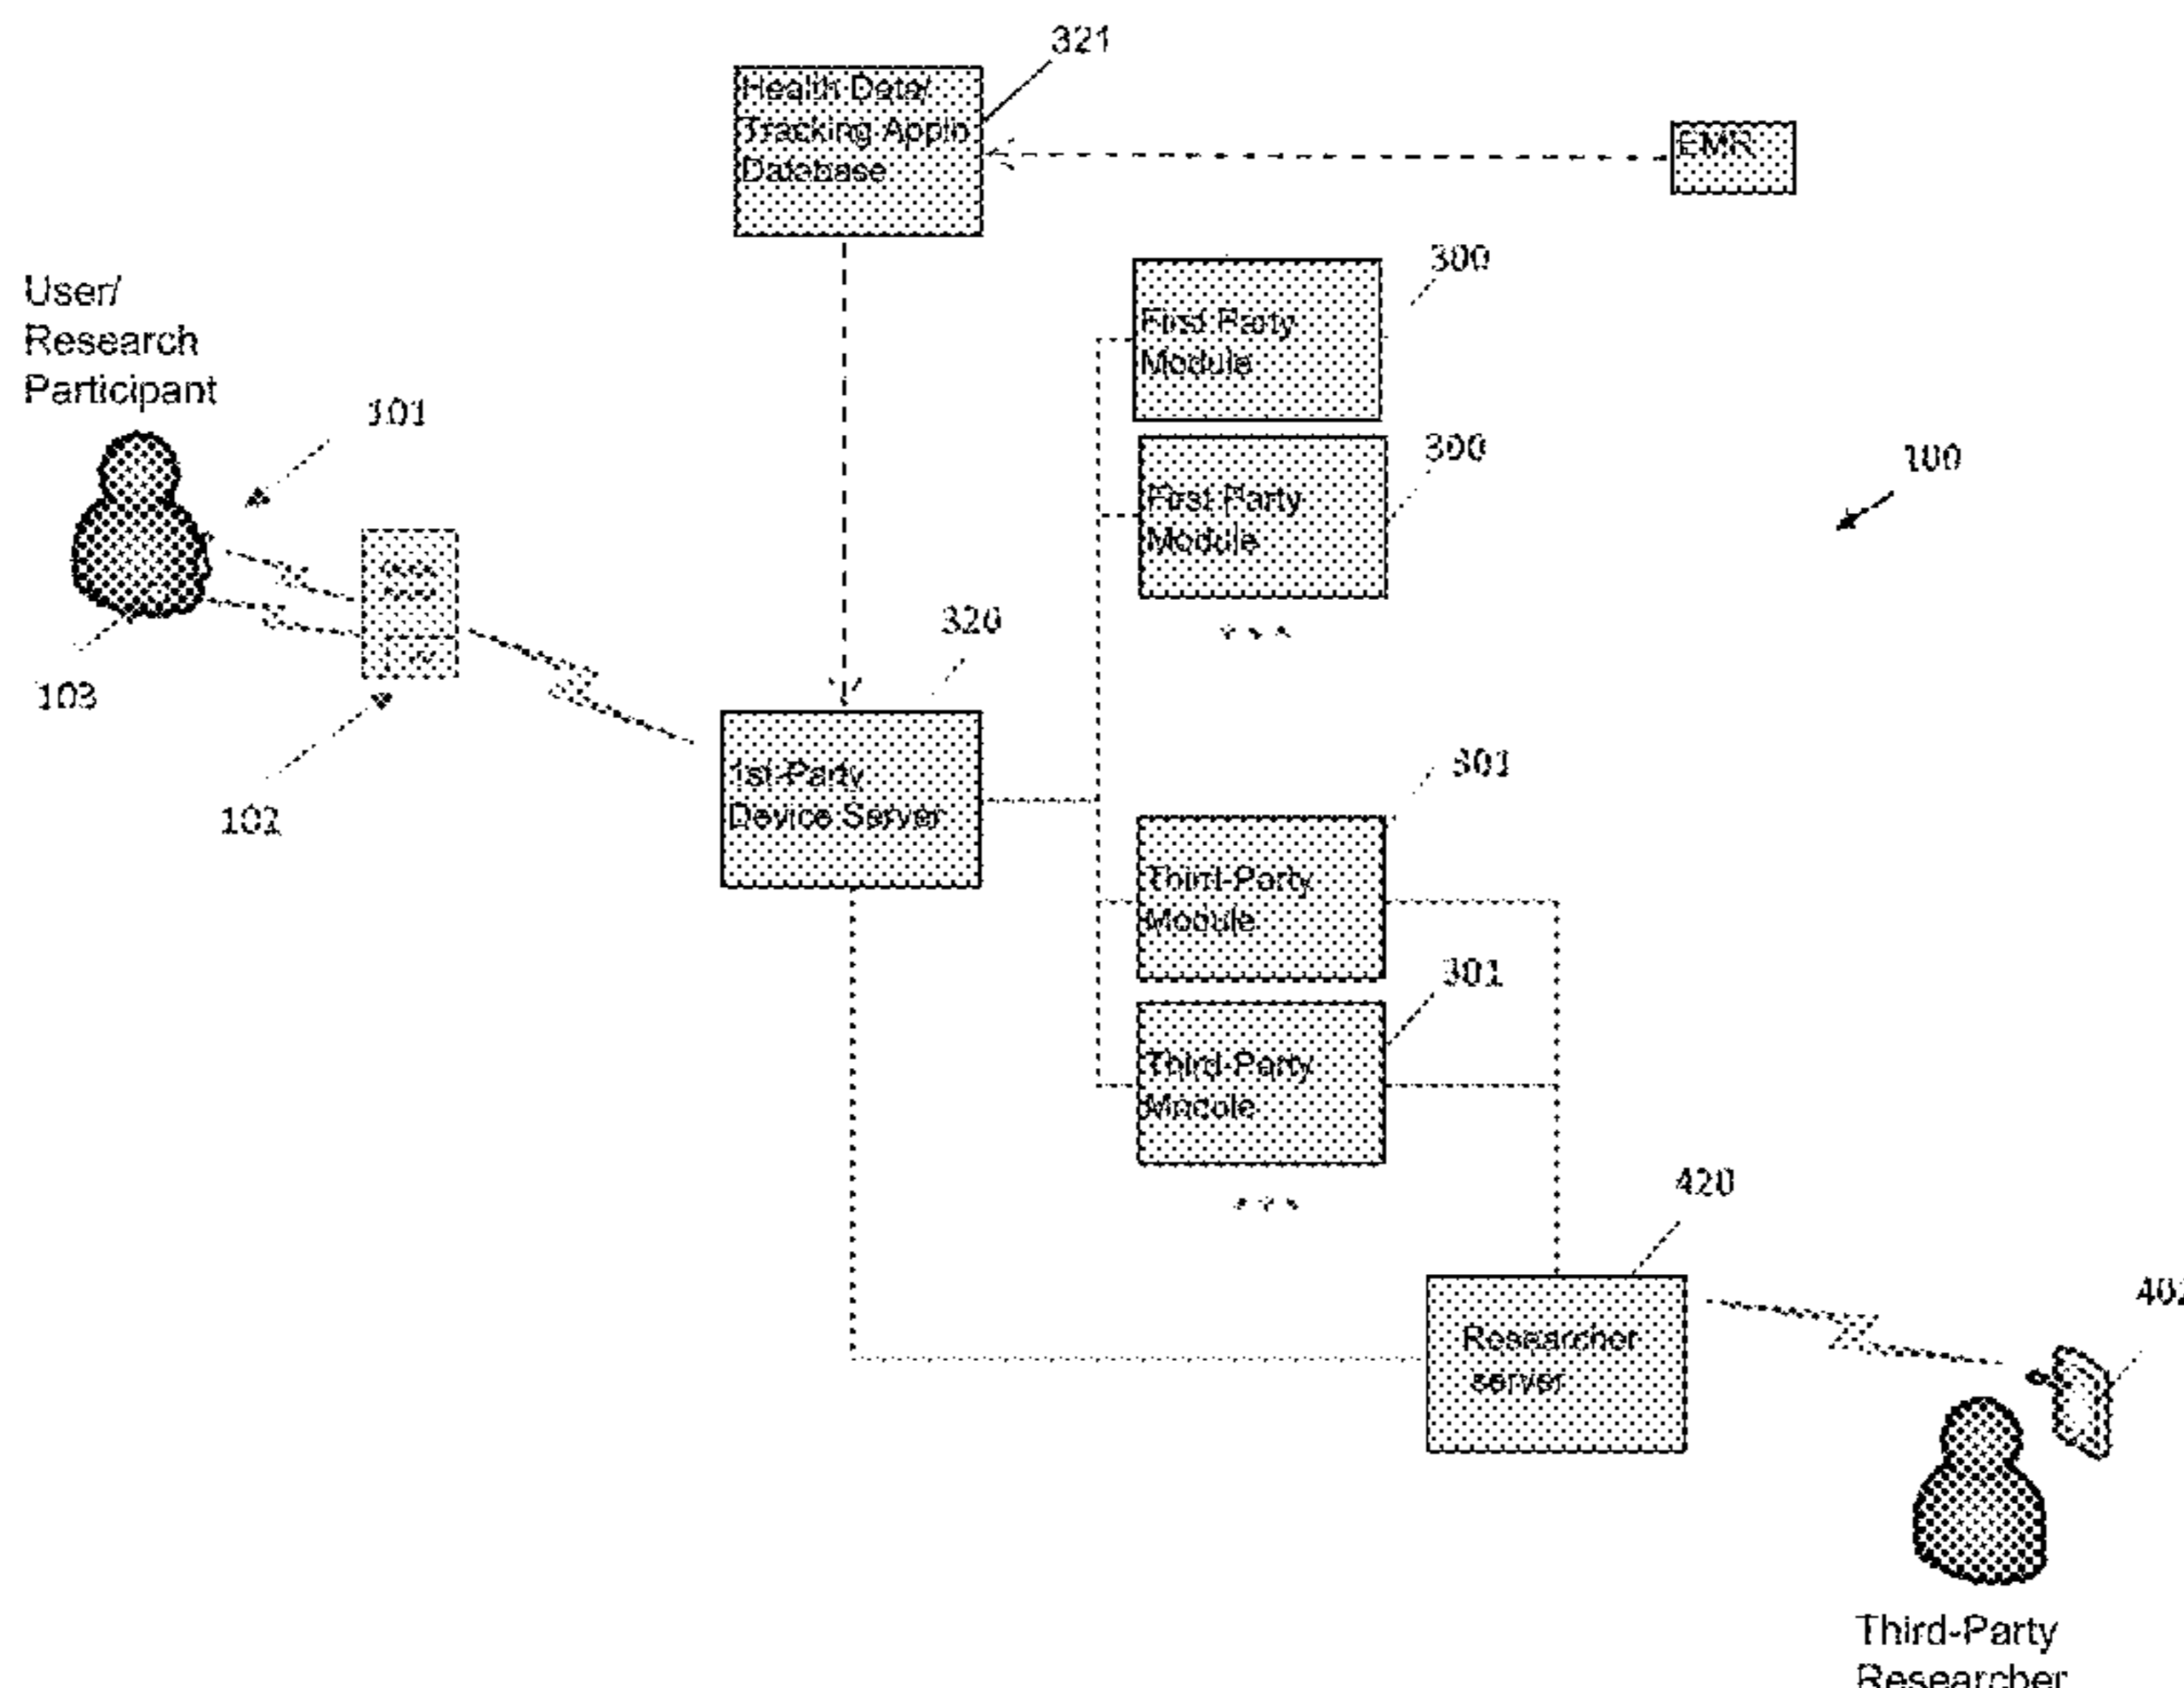 321
Health Data/
Tracking Appln
Database
EMR
300
First Party
Module
User/
Research
Participant
101
300
First Party
Module
100
320
103
102
1st-Party
Device Server
301
Third-Party
Module
301
Third-Party
Module
420
Researcher
server
402
Third-Party
Researcher